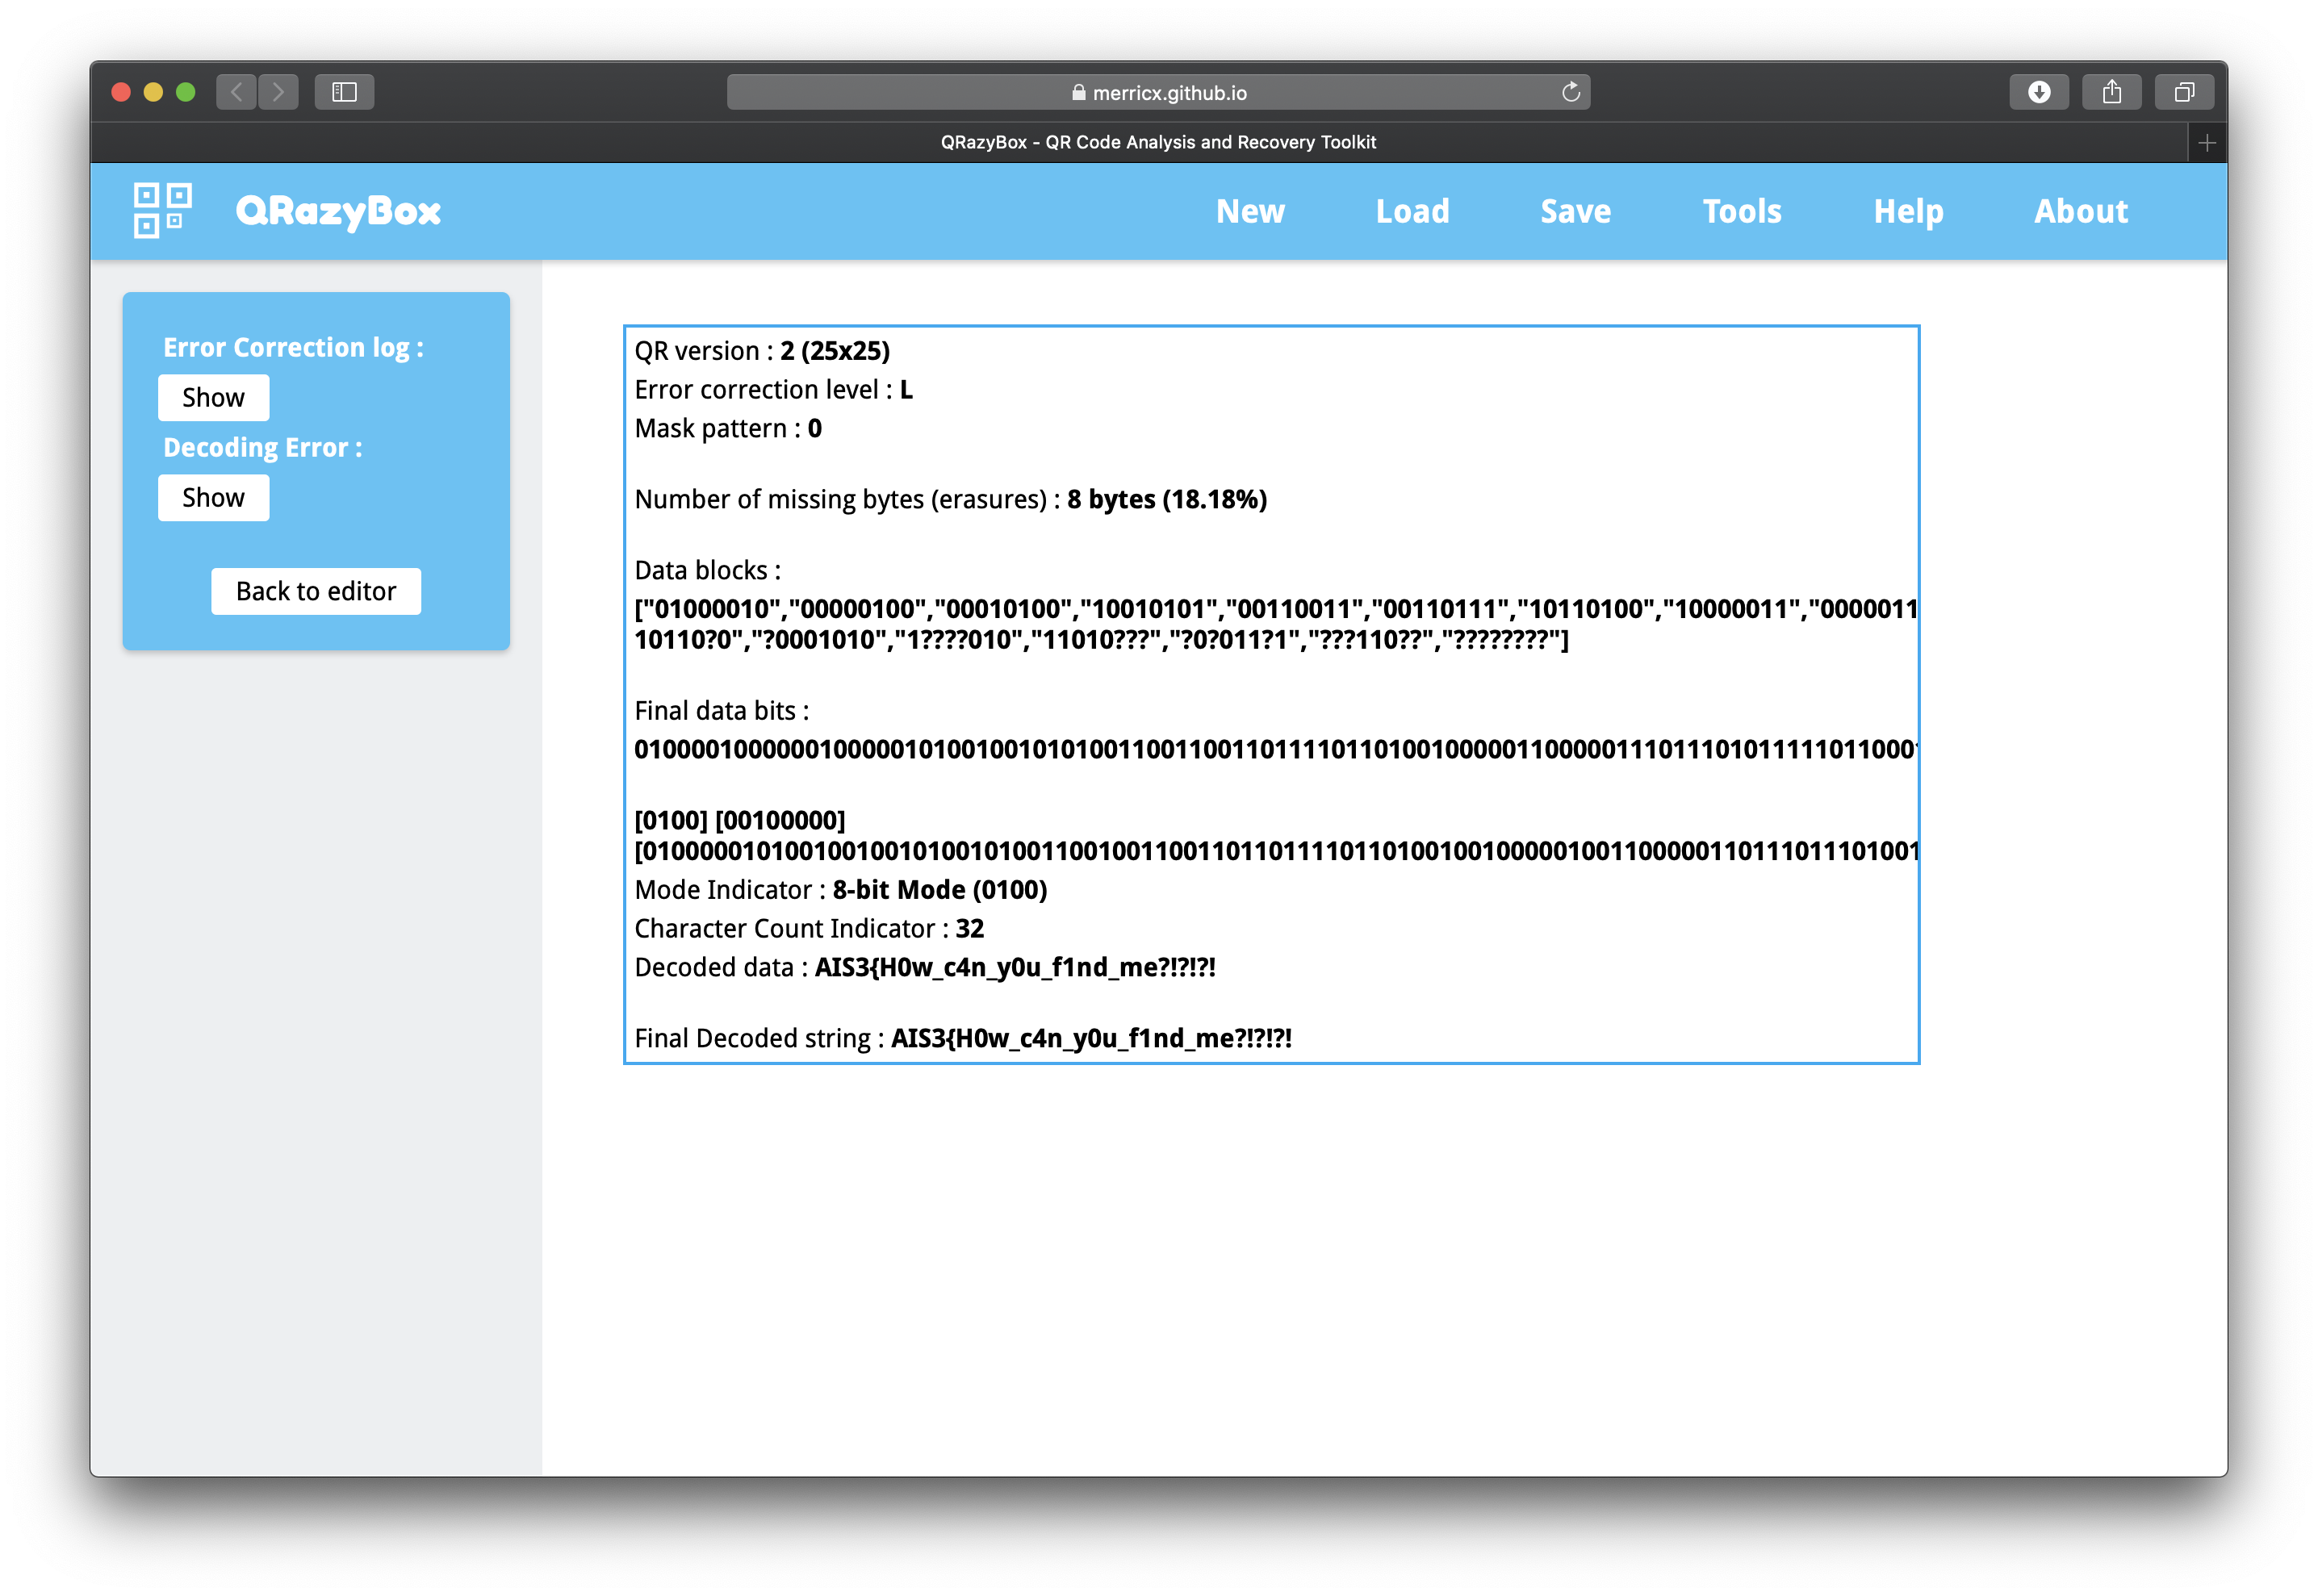 merricx.github.io
QRazyBox - QR Code Analysis and Recovery Toolkit
QRazyBox New Load Save Tools Help About
Error Correction log :
Show
Decoding Error :
Show
Back to editor
QR version : 2 (25x25)
Error correction level : L
Mask pattern : 0
Number of missing bytes (erasures) : 8 bytes (18.18%)
Data blocks :
["01000010","00000100","00010100","10010101","00110011","00110111","10110100","10000011","0000011
10110?0","?0001010","1????010","11010???","?0?011?1","???110??","????????"]
Final data bits :
010000100000010000010100100101010011001100110111101101001000001100000111011101011111011000
[0100] [00100000]
[010000010100100100101001010011001001100110110111101101001001000001001100000110111011101001
Mode Indicator : 8-bit Mode (0100)
Character Count Indicator : 32
Decoded data : AIS3{H0w_c4n_y0u_f1nd_me?!?!?!
Final Decoded string : AIS3{H0w_c4n_y0u_f1nd_me?!?!?!